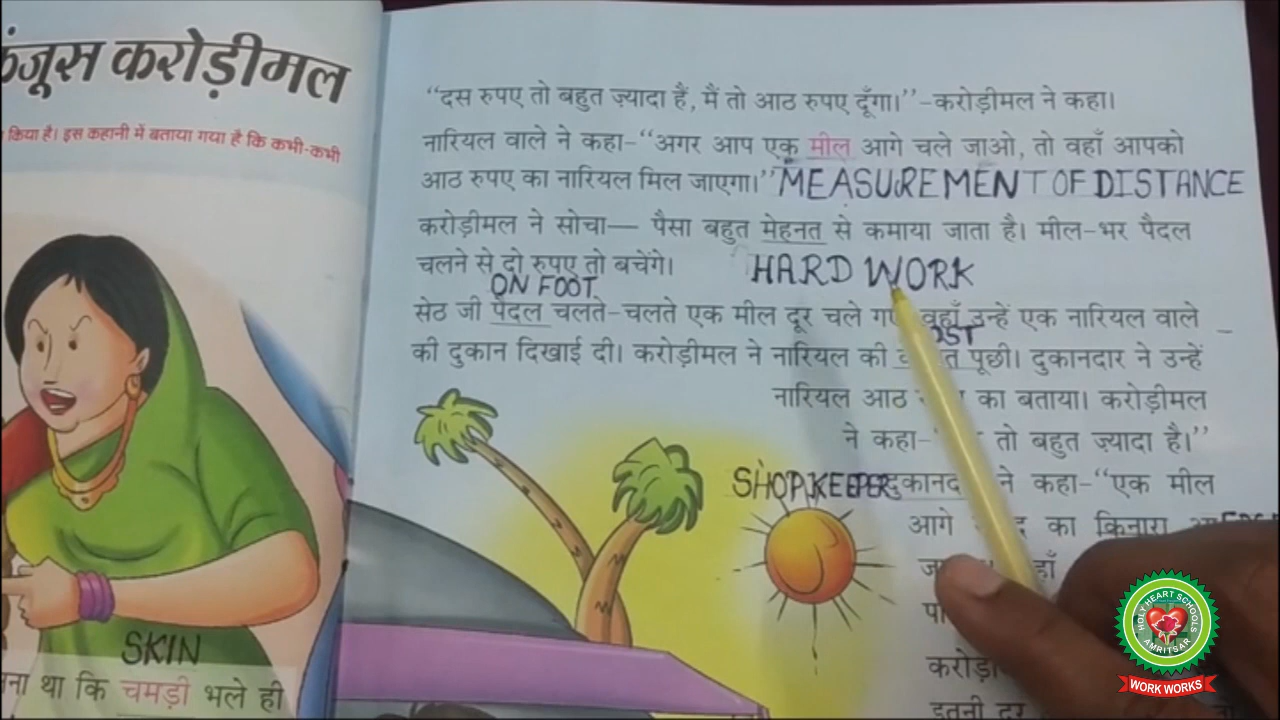 कंजूस करोड़ीमल
किया है। इस कहानी में बताया गया है कि कभी-कभी
SKIN
था कि चमड़ी भले ही
“दस रुपए तो बहुत ज़्यादा हैं, मैं तो आठ रुपए दूँगा।”-करोड़ीमल ने कहा।
नारियल वाले ने कहा-“अगर आप एक मील आगे चले जाओ, तो वहाँ आपको
आठ रुपए का नारियल मिल जाएगा।” MEASUREMENT OF DISTANCE
करोड़ीमल ने सोचा— पैसा बहुत मेहनत से कमाया जाता है। मील-भर पैदल
चलने से दो रुपए तो बचेंगे। HARD WORK
ON FOOT
सेठ जी पैदल चलते-चलते एक मील दूर चले वहाँ उन्हें एक नारियल वाले
की दुकान दिखाई दी। करोड़ीमल ने नारियल की पूछी। दुकानदार ने उन्हें
नारियल आठ का बताया। करोड़ीमल
ने कहा- तो बहुत ज़्यादा है।”
SHOPKEEPER ने कहा-“एक मील
आगे का किनारा
करोड़ी
इतनी दूर
HOLY HEART SCHOOLS
AMRITSAR
WORK WORKS